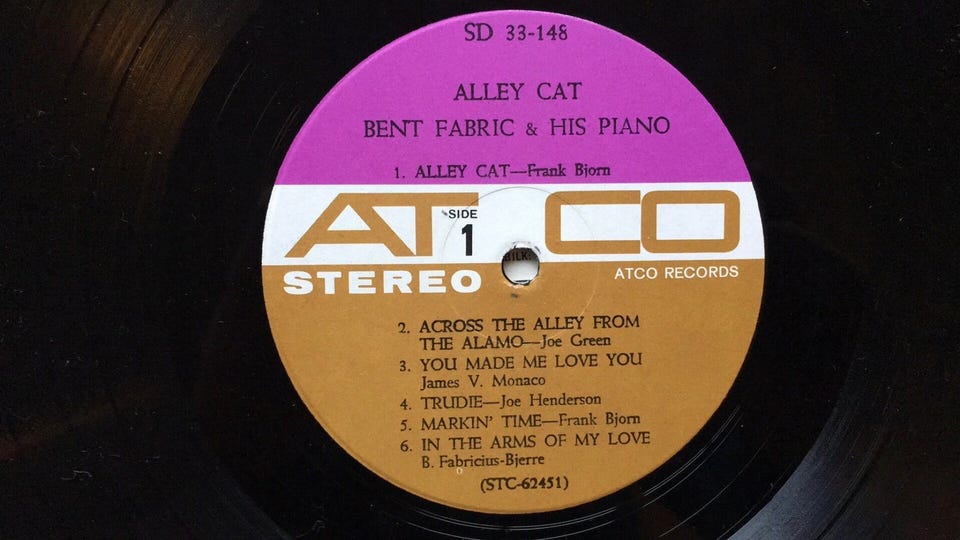 SD 33-148
ALLEY CAT
BENT FABRIC & HIS PIANO
1. ALLEY CAT—Frank Bjorn
ATCO
SIDE
1
STEREO
ATCO RECORDS
2. ACROSS THE ALLEY FROM
THE ALAMO—Joe Green
3. YOU MADE ME LOVE YOU
James V. Monaco
4. TRUDIE—Joe Henderson
5. MARKIN' TIME—Frank Bjorn
6. IN THE ARMS OF MY LOVE
B. Fabricius-Bjerre
(STC-62451)